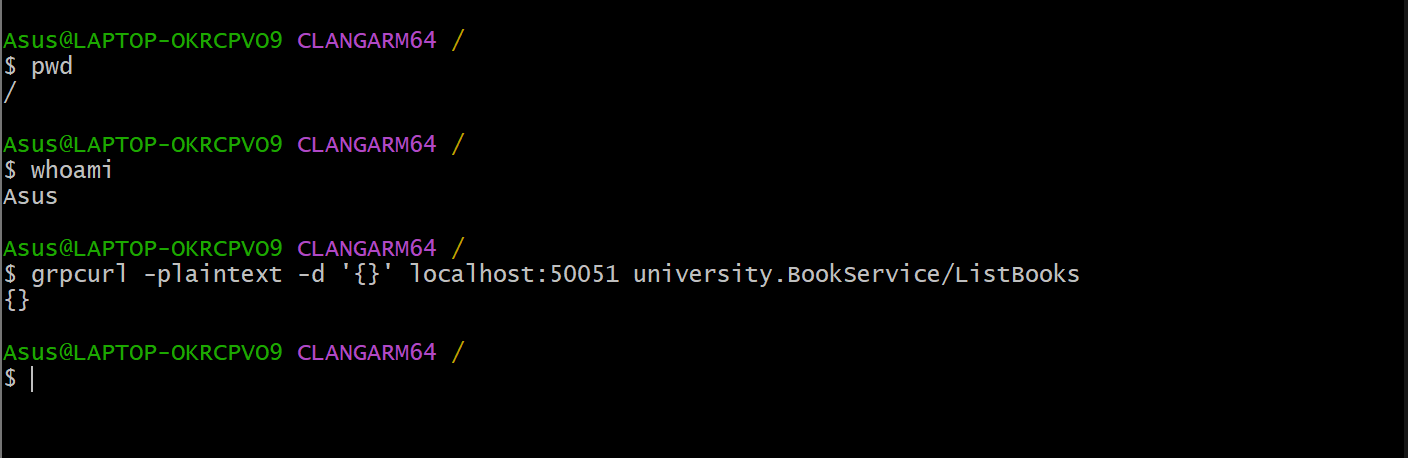 Asus@LAPTOP-OKRCPVO9 CLANGARM64 /
$ pwd
/
Asus@LAPTOP-OKRCPVO9 CLANGARM64 /
$ whoami
Asus
Asus@LAPTOP-OKRCPVO9 CLANGARM64 /
$ grpcurl -plaintext -d '{}' localhost:50051 university.BookService/ListBooks
{}
Asus@LAPTOP-OKRCPVO9 CLANGARM64 /
$